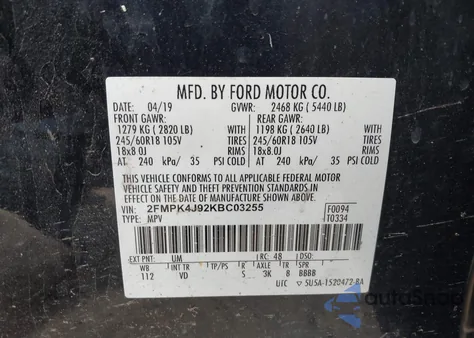 MFD. BY FORD MOTOR CO.
DATE: 04/19 GVWR: 2468 KG ( 5440 LB)
FRONT GAWR: REAR GAWR:
1279 KG ( 2820 LB) WITH 1198 KG ( 2640 LB) WITH
245/60R18 105V TIRES 245/60R18 105V TIRES
18x8.0J RIMS 18x8.0J RIMS
AT 240 kPa/ 35 PSI COLD AT 240 kPa/ 35 PSI COLD
THIS VEHICLE CONFORMS TO ALL APPLICABLE FEDERAL MOTOR
VEHICLE SAFETY AND THEFT PREVENTION STANDARDS IN
EFFECT ON THE DATE OF MANUFACTURE SHOWN ABOVE.
VIN: 2FMPK4J92KBC03255 F0094
TYPE: MPV T0334
EXT PNT: UM RC: 48 DSO:
WB INT TR TP/PS R AXLE TR SPR
112 VD S 3K 8 BBBB
UTC 5USA-1520472-BA
autoSnap